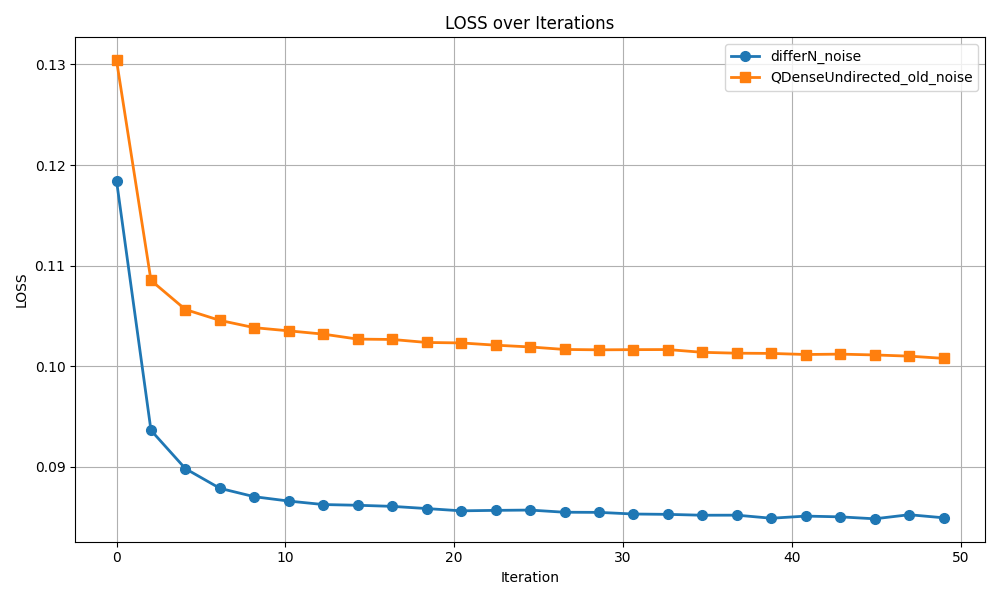 LOSS over Iterations
differN_noise
QDenseUndirected_old_noise
LOSS
0.13
0.12
0.11
0.10
0.09
0 10 20 30 40 50
Iteration